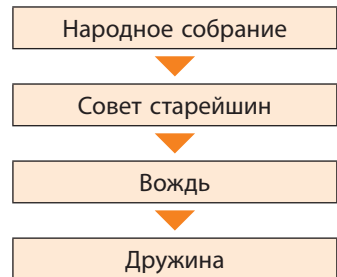 Народное собрание
Совет старейшин
Вождь
Дружина